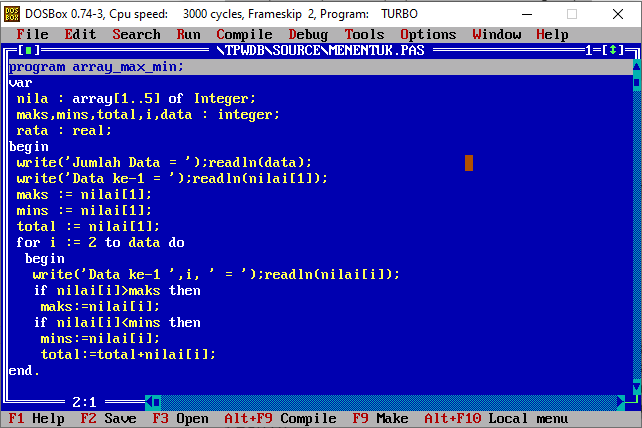 DOSBox 0.74-3, Cpu speed: 3000 cycles, Frameskip 2, Program: TURBO
File Edit Search Run Compile Debug Tools Options Window Help
[■] \TPWDB\SOURCE\MENENTUK.PAS 1=[↕]
program array_max_min;
var
nila : array[1..5] of Integer;
maks,mins,total,i,data : integer;
rata : real;
begin
write('Jumlah Data = ');readln(data);
write('Data ke-1 = ');readln(nilai[1]);
maks := nilai[1];
mins := nilai[1];
total := nilai[1];
for i := 2 to data do
begin
write('Data ke-1 ',i, ' = ');readln(nilai[i]);
if nilai[i]>maks then
maks:=nilai[i];
if nilai[i]<mins then
mins:=nilai[i];
total:=total+nilai[i];
end.
2:1
F1 Help F2 Save F3 Open Alt+F9 Compile F9 Make Alt+F10 Local menu